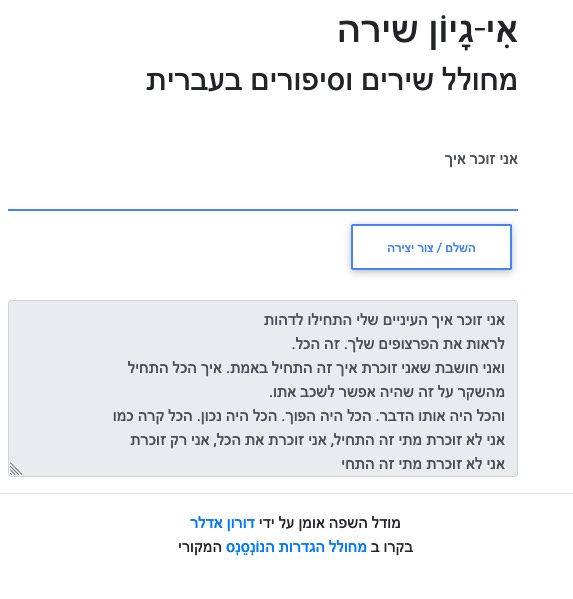 אִי-גָיוֹן שירה
מחולל שירים וסיפורים בעברית
אני זוכר איך
השלם / צור יצירה
אני זוכר איך העיניים שלי התחילו לדהות
לראות את הפרצופים שלך. זה הכל.
ואני חושבת שאני זוכרת איך זה התחיל באמת. איך הכל התחיל
מהשקר על זה שהיה אפשר לשכב אתו.
והכל היה אותו הדבר. הכל היה הפוך. הכל היה נכון. הכל קרה כמו
אני לא זוכרת מתי זה התחיל, אני זוכרת את הכל, אני רק זוכרת
אני לא זוכרת מתי זה התחי
מודל השפה אומן על ידי דורון אדלר
בקרו ב מחולל הגדרות הנוֹנְסֵנְס המקורי